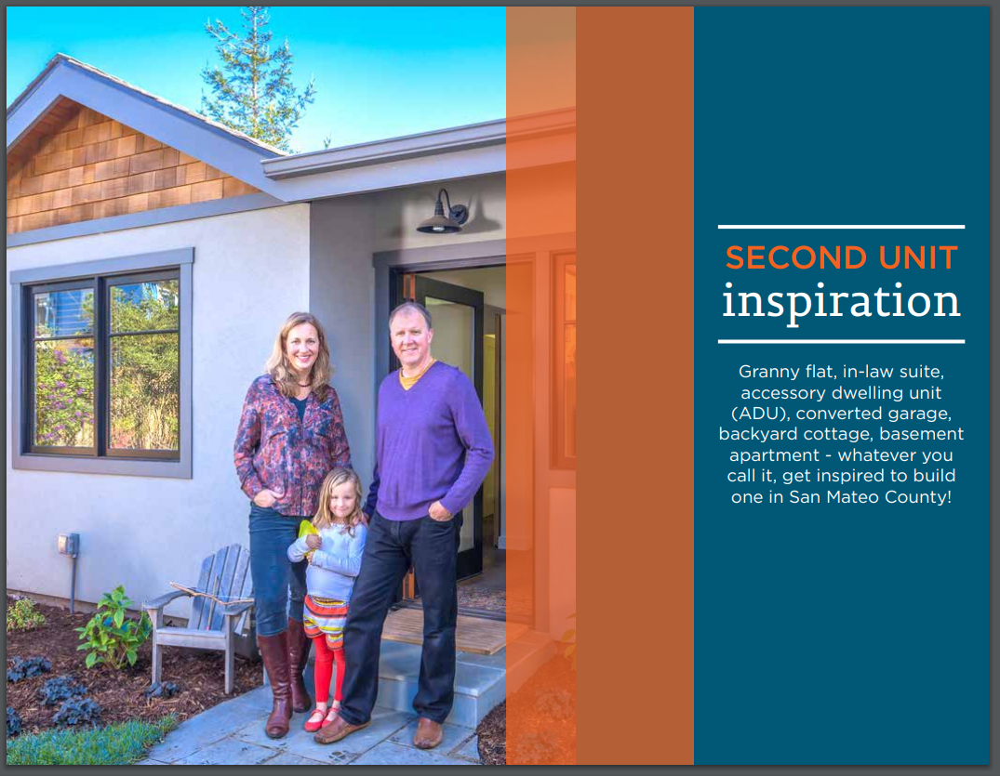 SECOND UNIT
inspiration
Granny flat, in-law suite,
accessory dwelling unit
(ADU), converted garage,
backyard cottage, basement
apartment - whatever you
call it, get inspired to build
one in San Mateo County!